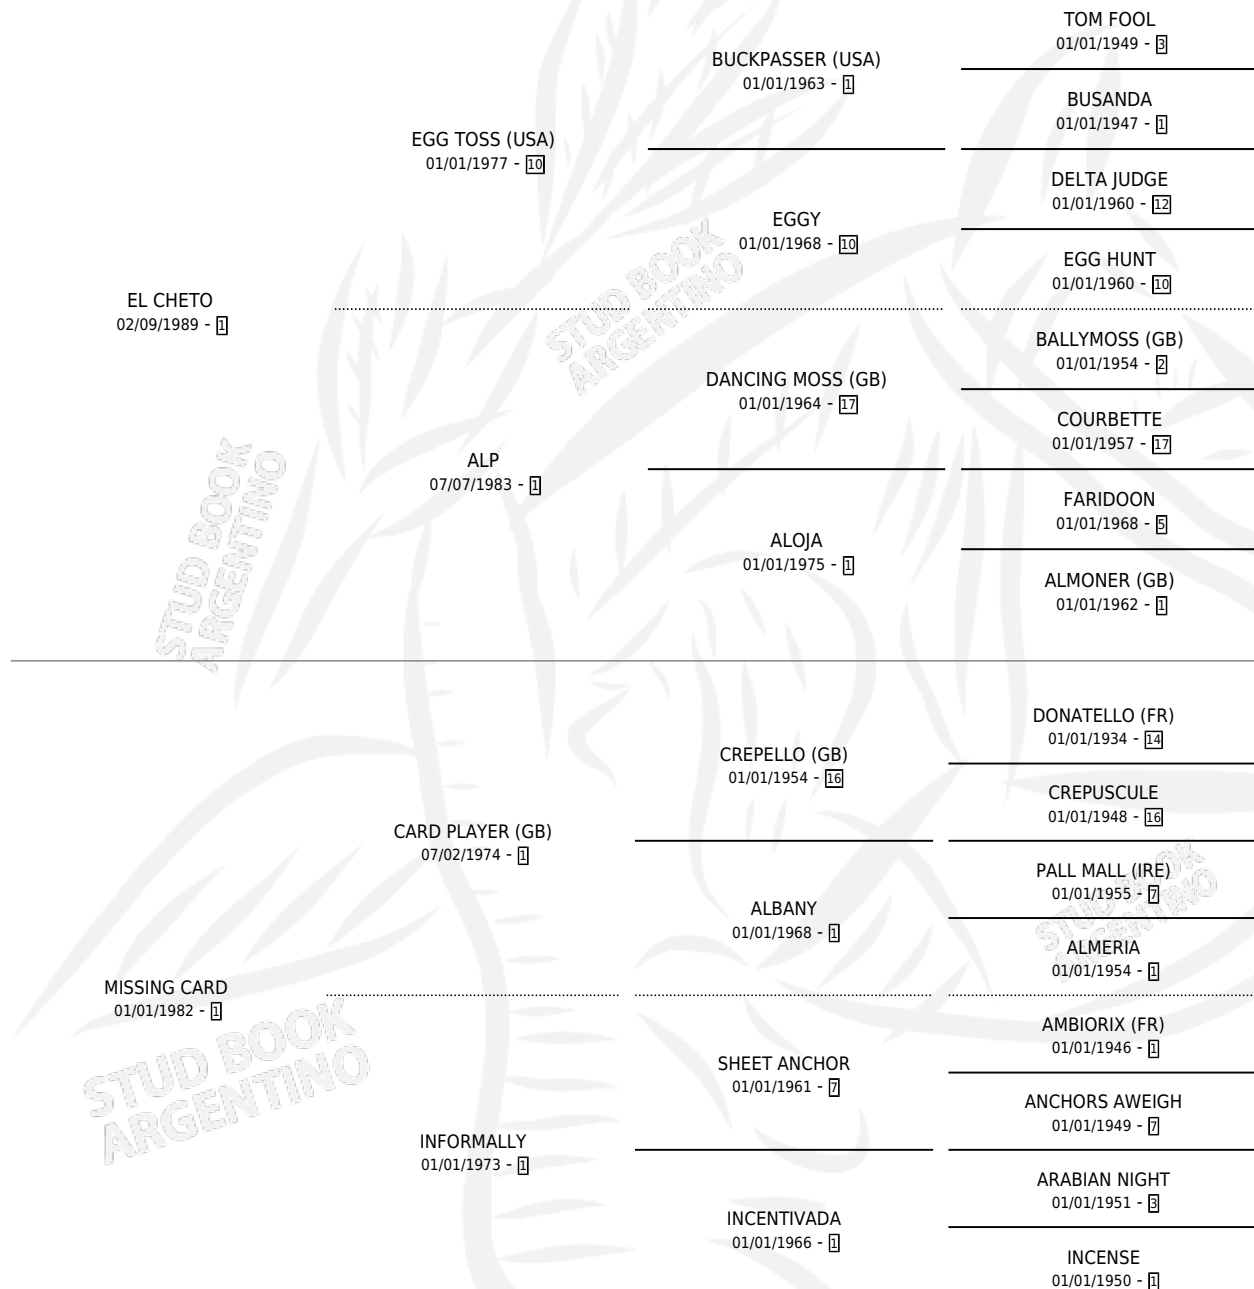 TOM FOOL
01/01/1949 - 3
BUCKPASSER (USA)
01/01/1963 - 1
BUSANDA
01/01/1947 - 1
EGG TOSS (USA)
01/01/1977 - 10
DELTA JUDGE
01/01/1960 - 12
EGGY
01/01/1968 - 10
EGG HUNT
01/01/1960 - 10
EL CHETO
02/09/1989 - 1
BALLYMOSS (GB)
01/01/1954 - 2
DANCING MOSS (GB)
01/01/1964 - 17
COURBETTE
01/01/1957 - 17
ALP
07/07/1983 - 1
FARIDOON
01/01/1968 - 5
ALOJA
01/01/1975 - 1
ALMONER (GB)
01/01/1962 - 1
STUD BOOK
ARGENTINO
STUD BOOK
ARGENTINO
DONATELLO (FR)
01/01/1934 - 14
CREPELLO (GB)
01/01/1954 - 16
CREPUSCULE
01/01/1948 - 16
CARD PLAYER (GB)
07/02/1974 - 1
PALL MALL (IRE)
01/01/1955 - 7
ALBANY
01/01/1968 - 1
ALMERIA
01/01/1954 - 1
MISSING CARD
01/01/1982 - 1
AMBIORIX (FR)
01/01/1946 - 1
SHEET ANCHOR
01/01/1961 - 7
ANCHORS AWEIGH
01/01/1949 - 7
INFORMALLY
01/01/1973 - 1
ARABIAN NIGHT
01/01/1951 - 3
INCENTIVADA
01/01/1966 - 1
INCENSE
01/01/1950 - 1
STUD BOOK
ARGENTINO
STUD BOOK
ARGENTINO